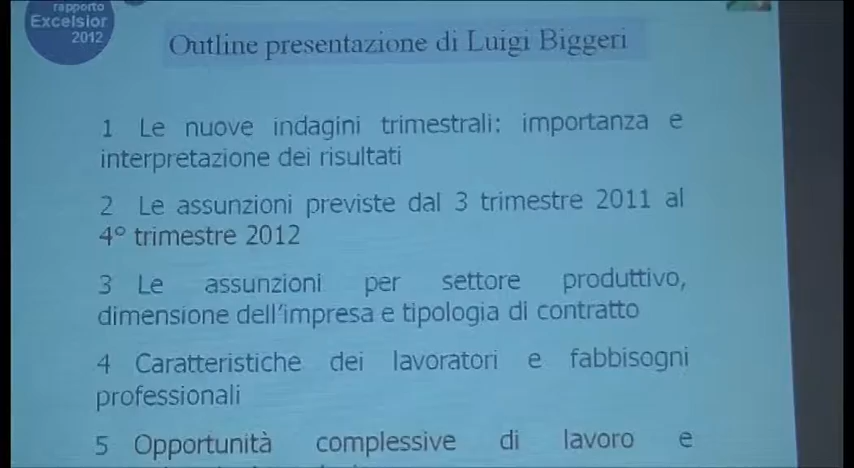 rapporto
Excelsior
2012
Outline presentazione di Luigi Biggeri
1 Le nuove indagini trimestrali: importanza e
interpretazione dei risultati
2 Le assunzioni previste dal 3 trimestre 2011 al
4° trimestre 2012
3 Le assunzioni per settore produttivo,
dimensione dell'impresa e tipologia di contratto
4 Caratteristiche dei lavoratori e fabbisogni
professionali
5 Opportunità complessive di lavoro e